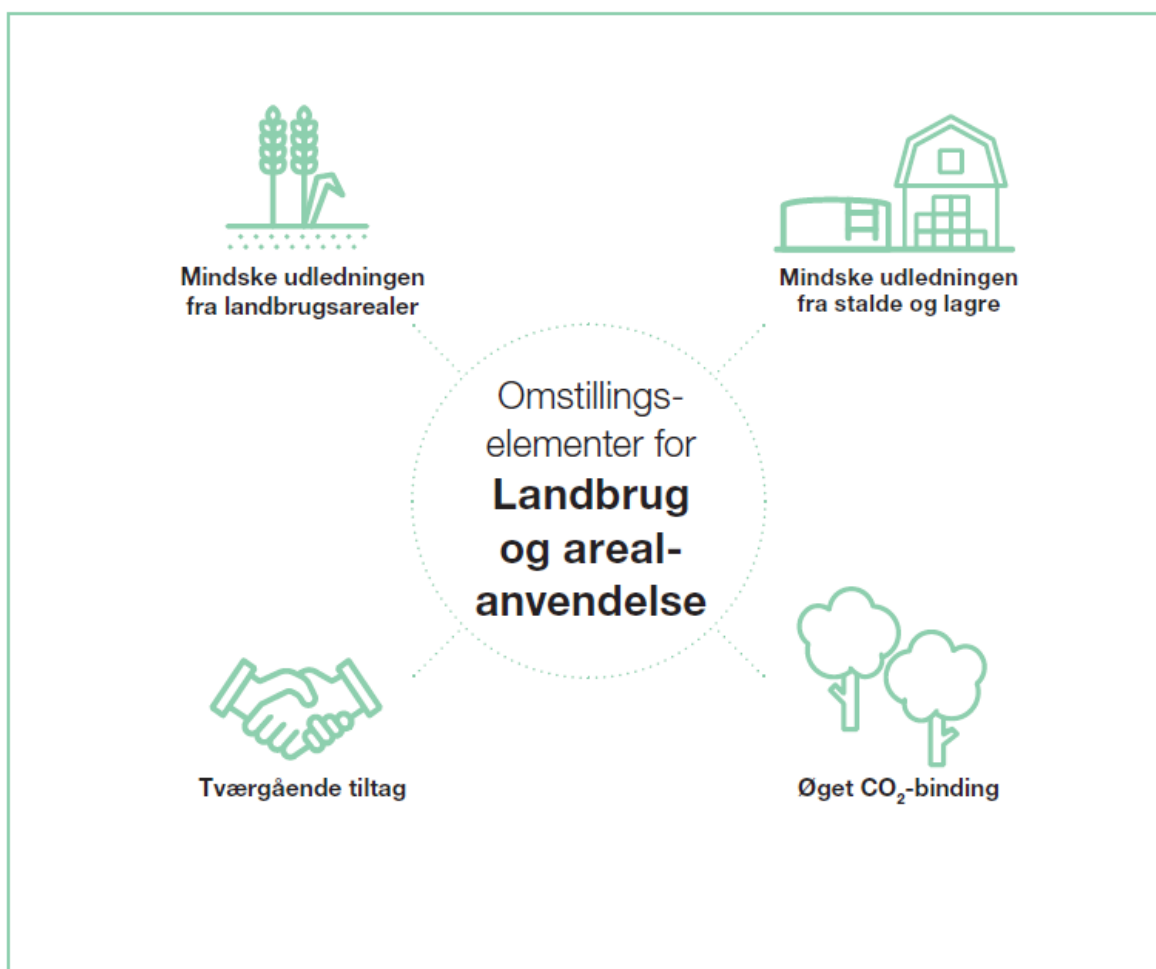 Mindske udledningen
fra landbrugsarealer
Mindske udledningen
fra stalde og lagre
Omstillings-
elementer for
Landbrug
og areal-
anvendelse
Tværgående tiltag
Øget CO₂-binding